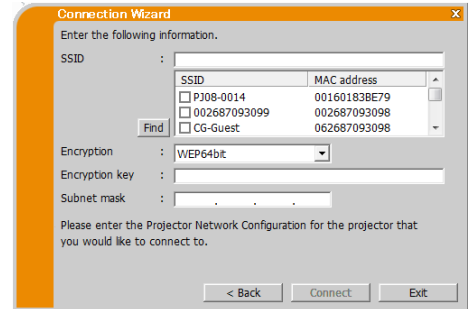 Connection Wizard x
Enter the following information.
SSID :
SSID MAC address
PJ08-0014 00160183BE79
002687093099 002687093098
Find CG-Guest 062687093098
Encryption : WEP64bit
Encryption key :
Subnet mask : . . .
Please enter the Projector Network Configuration for the projector that
you would like to connect to.
< Back Connect Exit